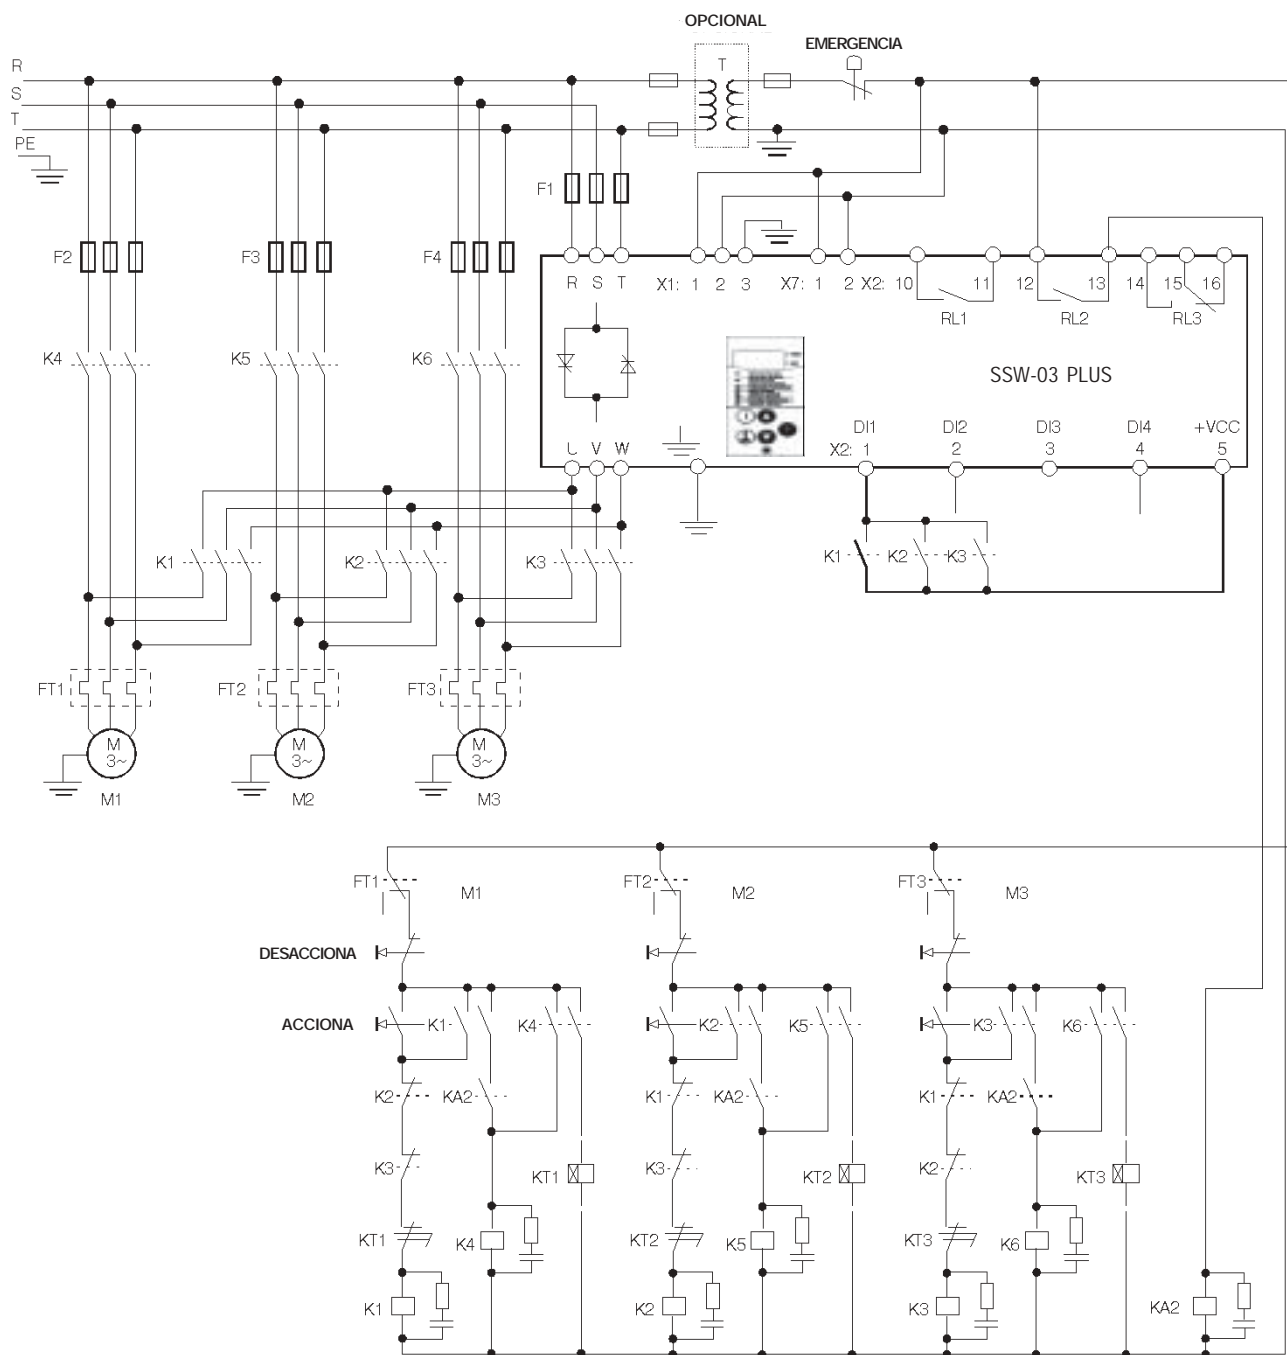 OPCIONAL
EMERGENCIA
R
T
S
T
PE
F1
F2
F3
F4
R S T X1: 1 2 3 X7: 1 2 X2: 10 11 12 13 14 15 16
RL1 RL2 RL3
K4
K5
K6
SSW-03 PLUS
DI1 DI2 DI3 DI4 +VCC
U V W X2: 1 2 3 4 5
K1 K2 K3
K1 K2 K3
FT1 FT2 FT3
M M M
3~ 3~ 3~
M1 M2 M3
FT1 M1 FT2 M2 FT3 M3
DESACCIONA
ACCIONA K1 K4 K2 K5 K3 K6
K2 KA2 K1 KA2 K1 KA2
K3 KT1 K3 KT2 K2 KT3
KT1 K4 KT2 K5 KT3 K6
K1 K2 K3 KA2